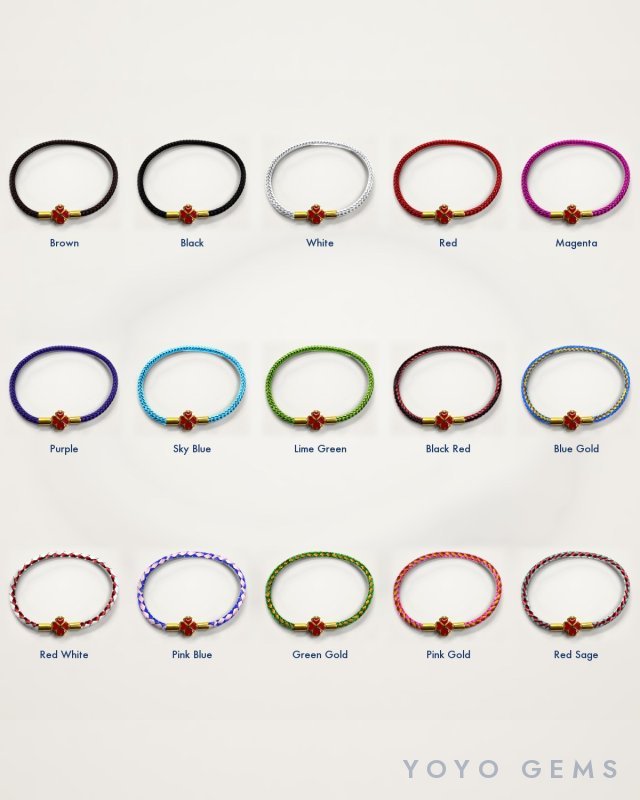 Brown
Black
White
Red
Magenta
Purple
Sky Blue
Lime Green
Black Red
Blue Gold
Red White
Pink Blue
Green Gold
Pink Gold
Red Sage
YOYO GEMS